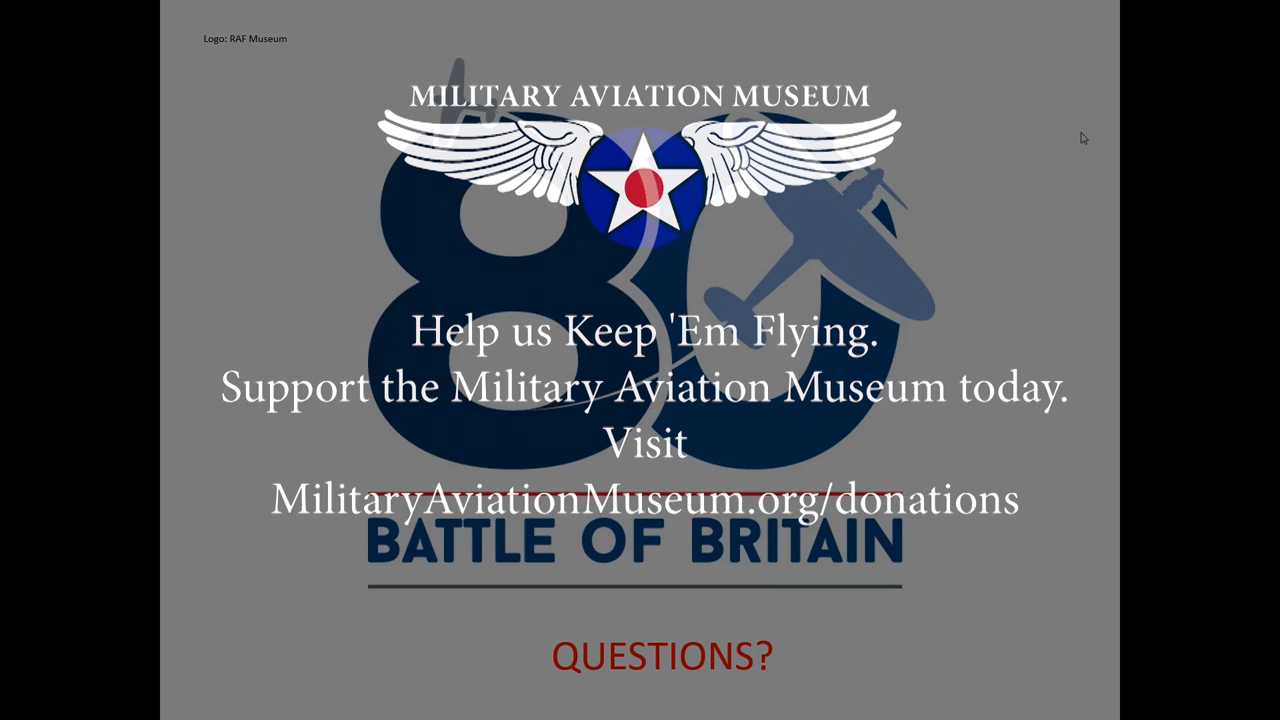 Logo: RAF Museum
MILITARY AVIATION MUSEUM
80
Help us Keep 'Em Flying.
Support the Military Aviation Museum today.
Visit
MilitaryAviationMuseum.org/donations
BATTLE OF BRITAIN
QUESTIONS?